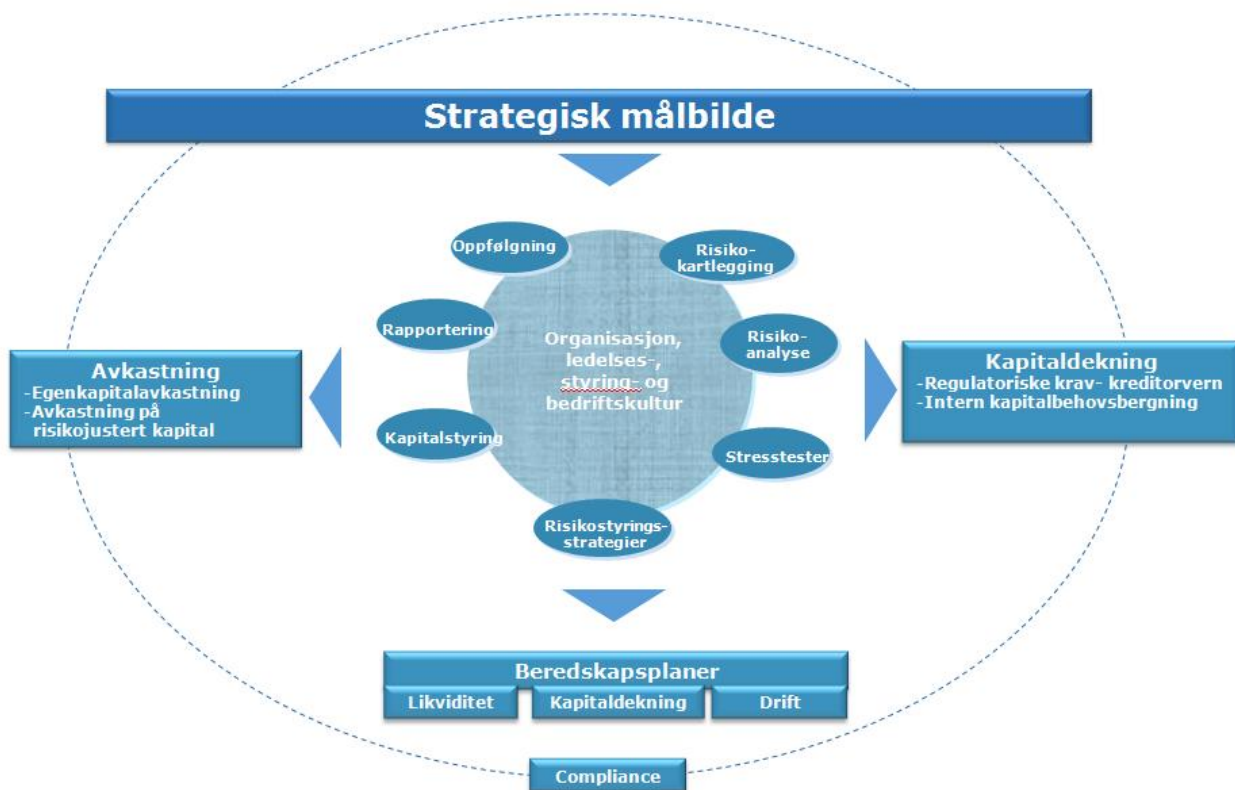 Strategisk målbilde
Oppfølgning
Risiko-
kartlegging
Rapportering
Risiko-
analyse
Organisasjon,
ledelses-,
styring- og
bedriftskultur
Kapitalstyring
Stresstester
Risikostyrings-
strategier
Avkastning
-Egenkapitalavkastning
-Avkastning på
risikojustert kapital
Kapitaldekning
-Regulatoriske krav- kreditorvern
-Intern kapitalbehovsbergning
Beredskapsplaner
Likviditet
Kapitaldekning
Drift
Compliance